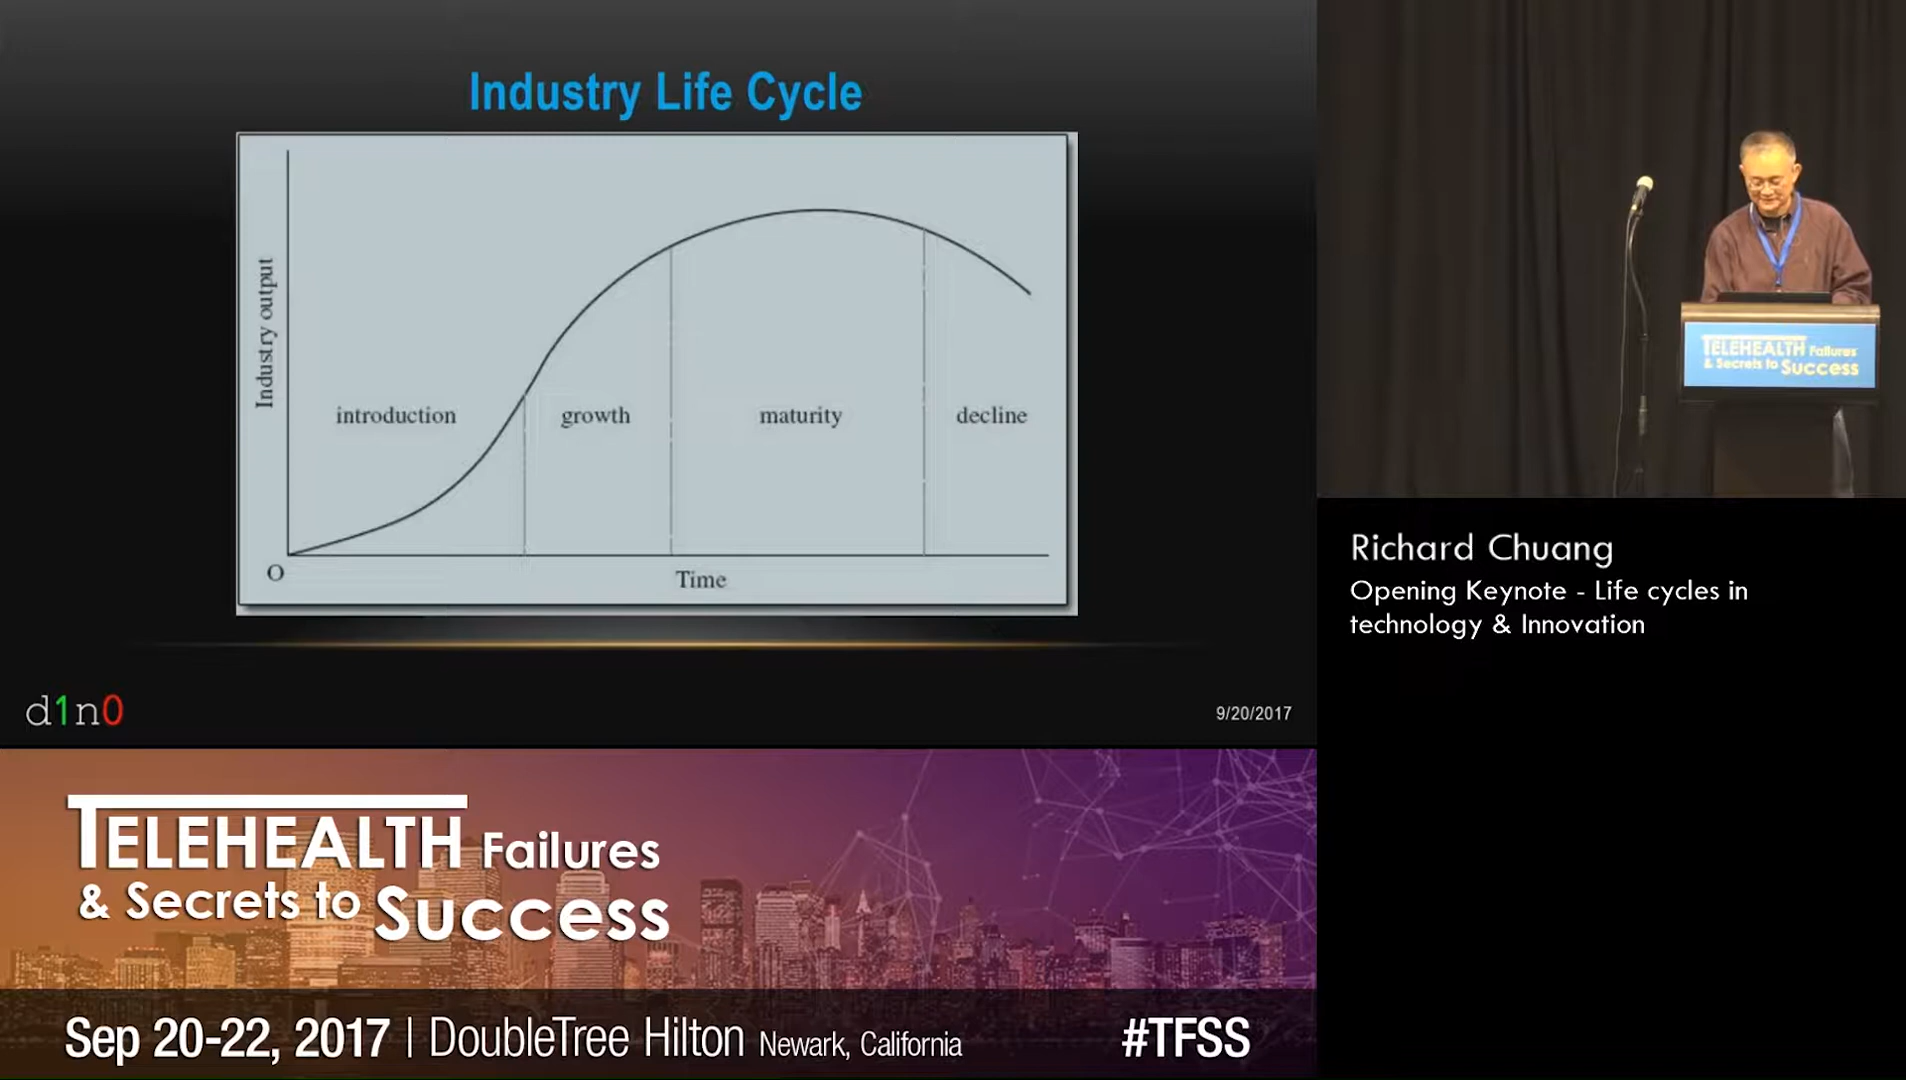 Industry Life Cycle
Industry output
introduction
growth
maturity
decline
O
Time
d1n0
9/20/2017
TELEHEALTH Failures
& Secrets to Success
Richard Chuang
Opening Keynote - Life cycles in
technology & Innovation
TELEHEALTH Failures
& Secrets to Success
Sep 20-22, 2017 | DoubleTree Hilton Newark, California
#TFSS